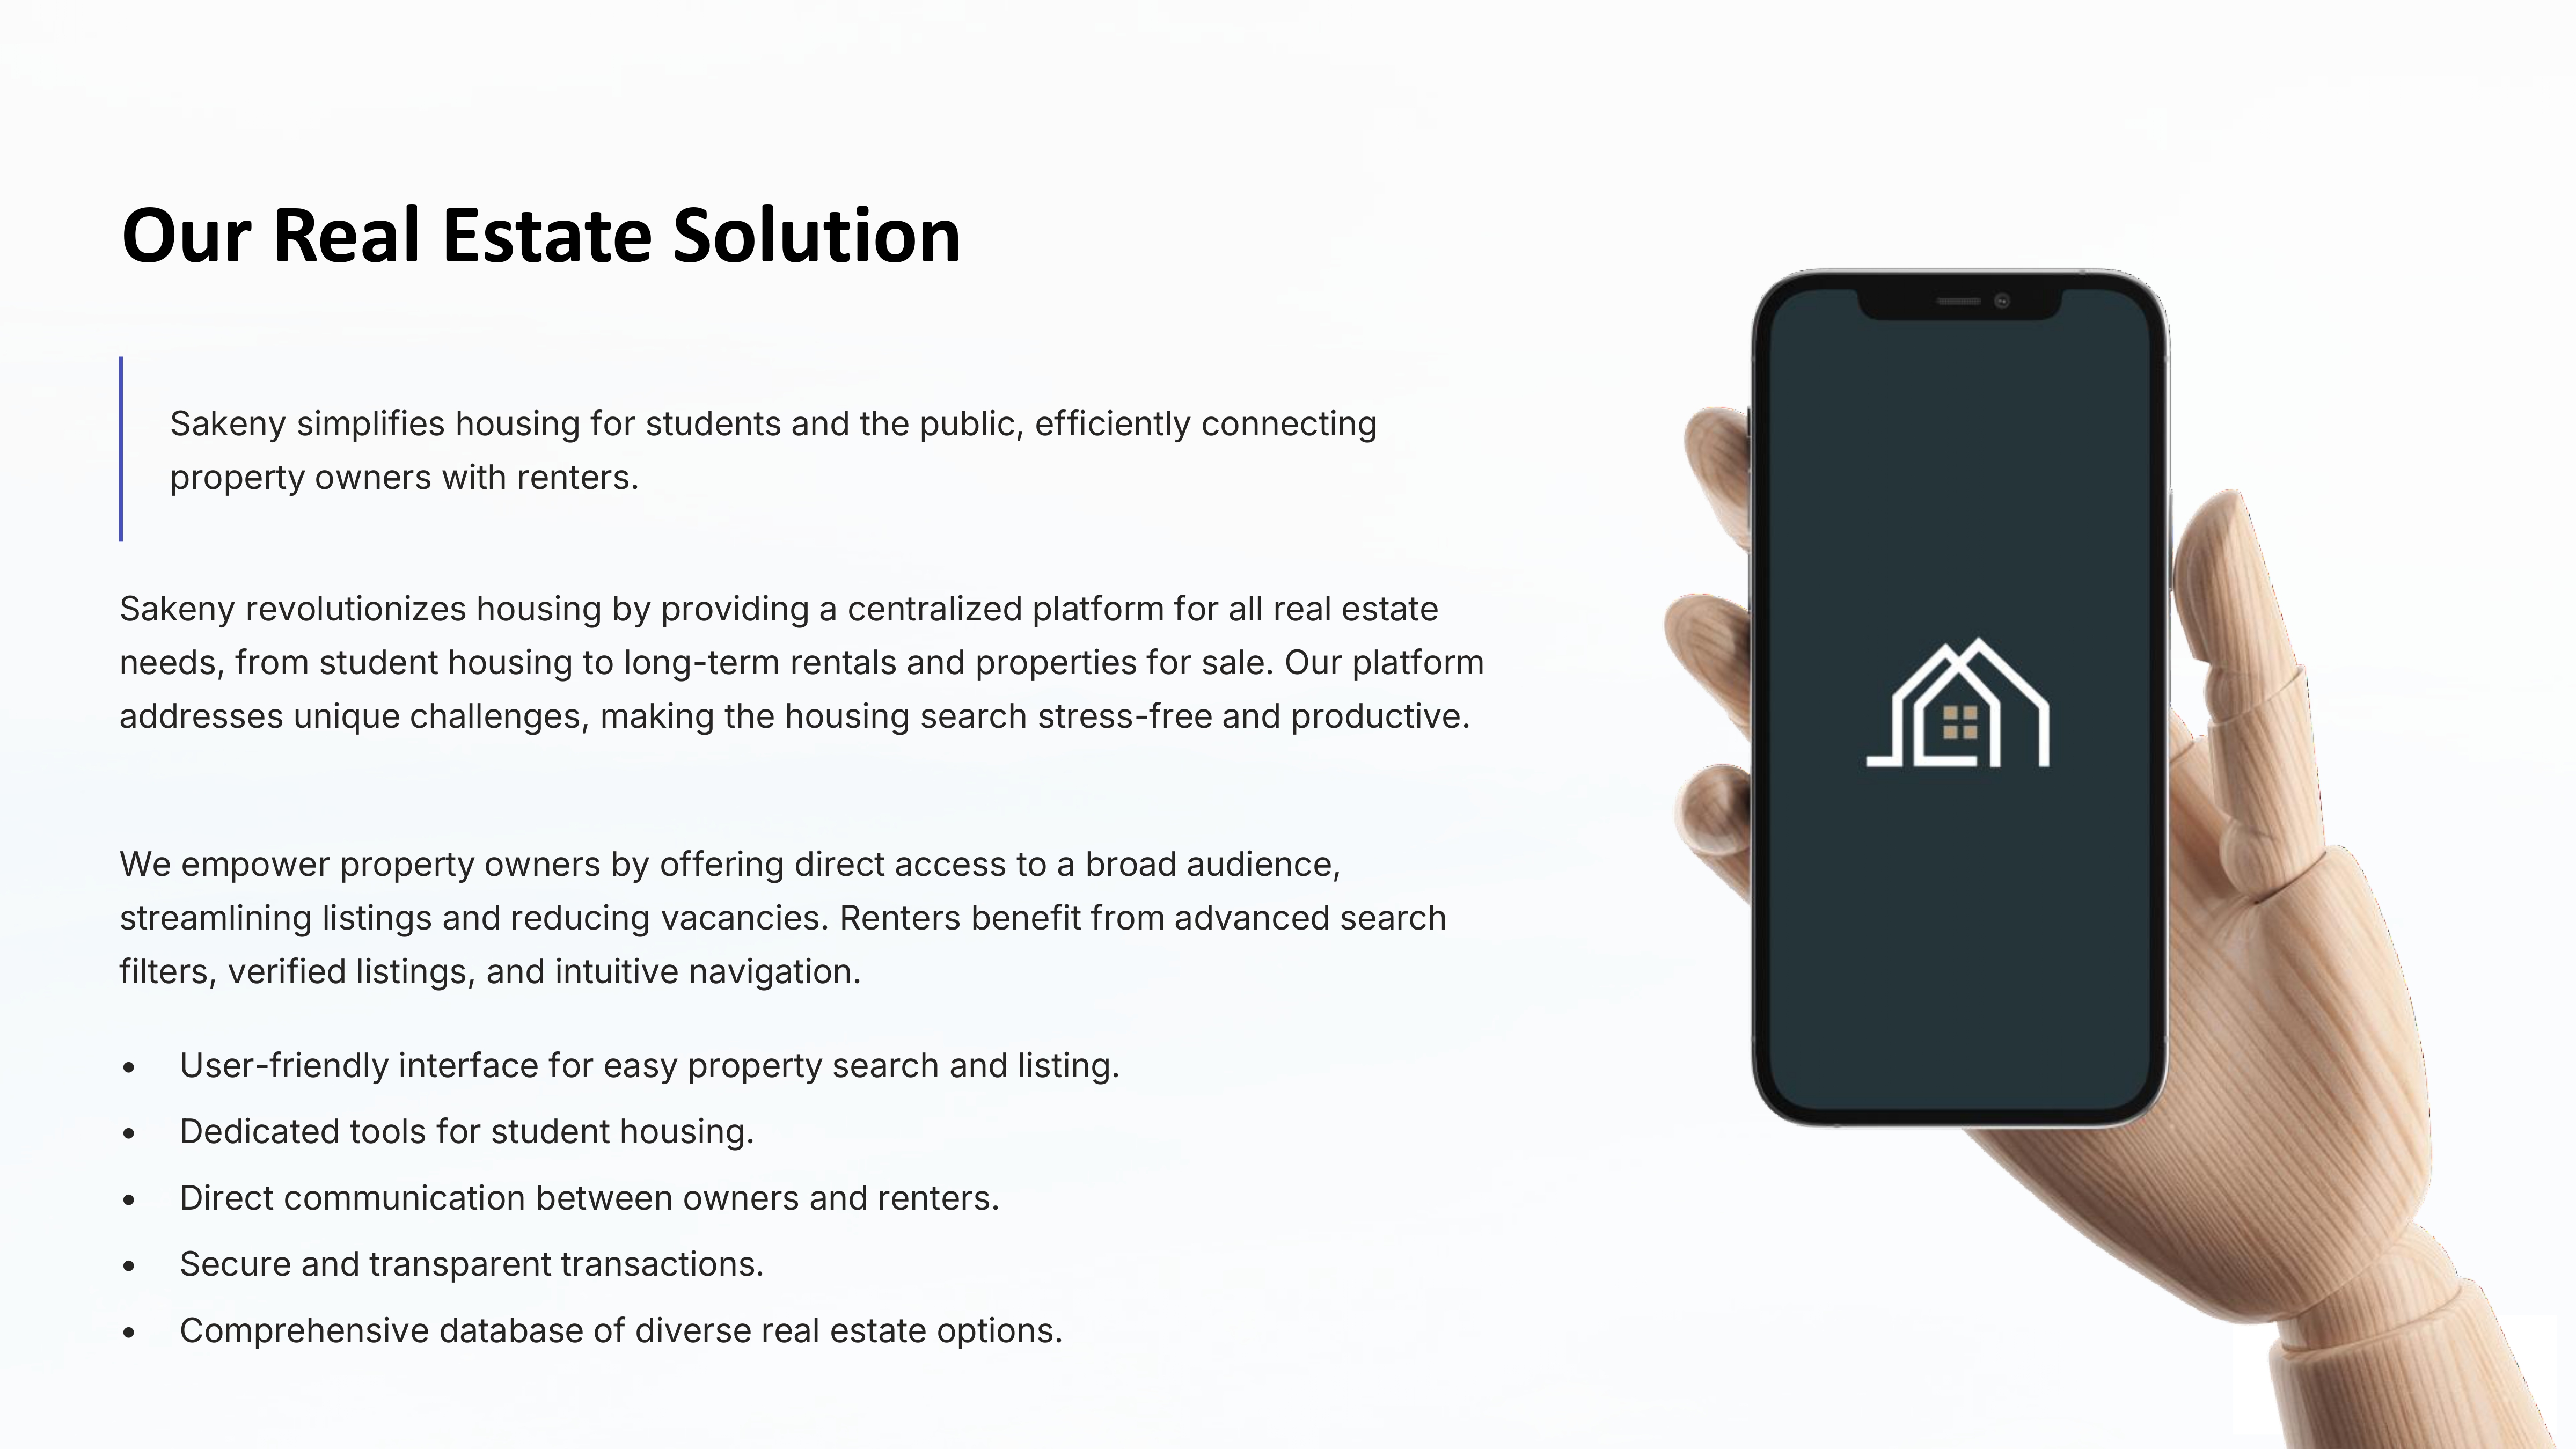 Our Real Estate Solution
Sakeny simplifies housing for students and the public, efficiently connecting
property owners with renters.
Sakeny revolutionizes housing by providing a centralized platform for all real estate
needs, from student housing to long-term rentals and properties for sale. Our platform
addresses unique challenges, making the housing search stress-free and productive.
We empower property owners by offering direct access to a broad audience,
streamlining listings and reducing vacancies. Renters benefit from advanced search
filters, verified listings, and intuitive navigation.
• User-friendly interface for easy property search and listing.
• Dedicated tools for student housing.
• Direct communication between owners and renters.
• Secure and transparent transactions.
• Comprehensive database of diverse real estate options.